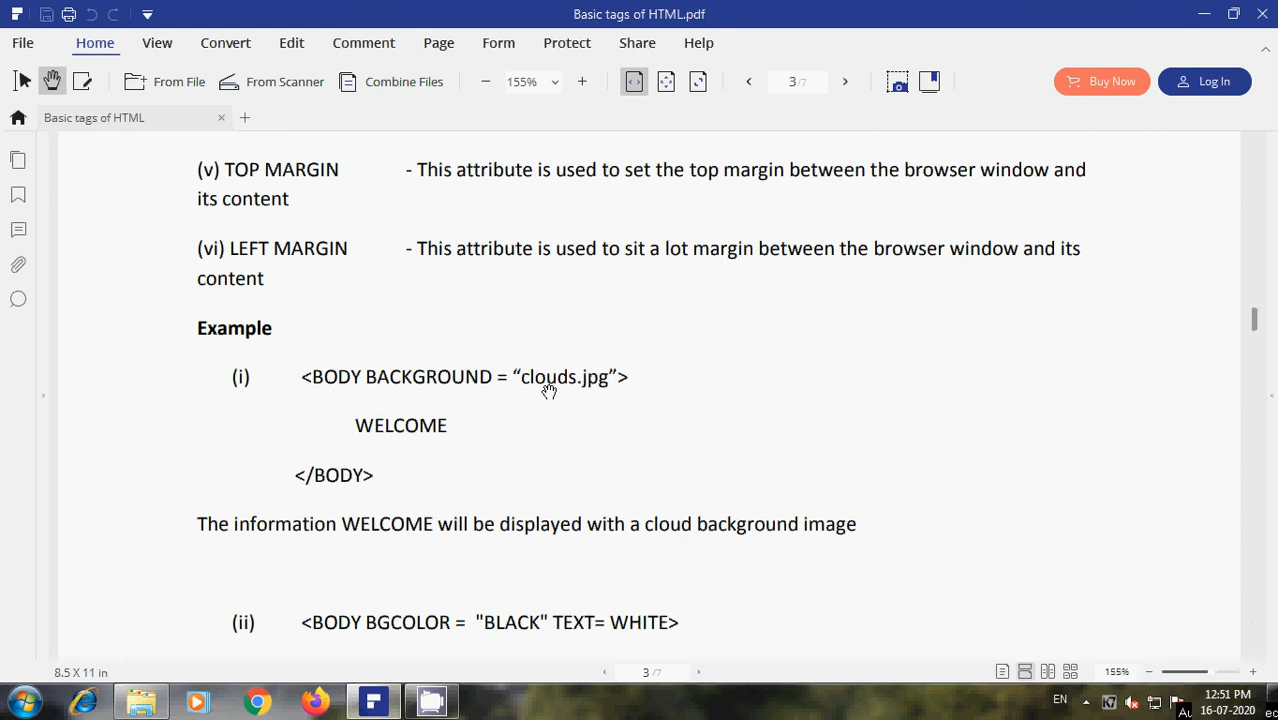 Basic tags of HTML.pdf
File Home View Convert Edit Comment Page Form Protect Share Help
From File From Scanner Combine Files 155% 3/7 Buy Now Log In
Basic tags of HTML
(v) TOP MARGIN - This attribute is used to set the top margin between the browser window and
its content
(vi) LEFT MARGIN - This attribute is used to sit a lot margin between the browser window and its
content
Example
(i) <BODY BACKGROUND = “clouds.jpg”>
WELCOME
</BODY>
The information WELCOME will be displayed with a cloud background image
(ii) <BODY BGCOLOR = "BLACK" TEXT= WHITE>
8.5 X 11 in 3/7 155%
EN 12:51 PM
16-07-2020